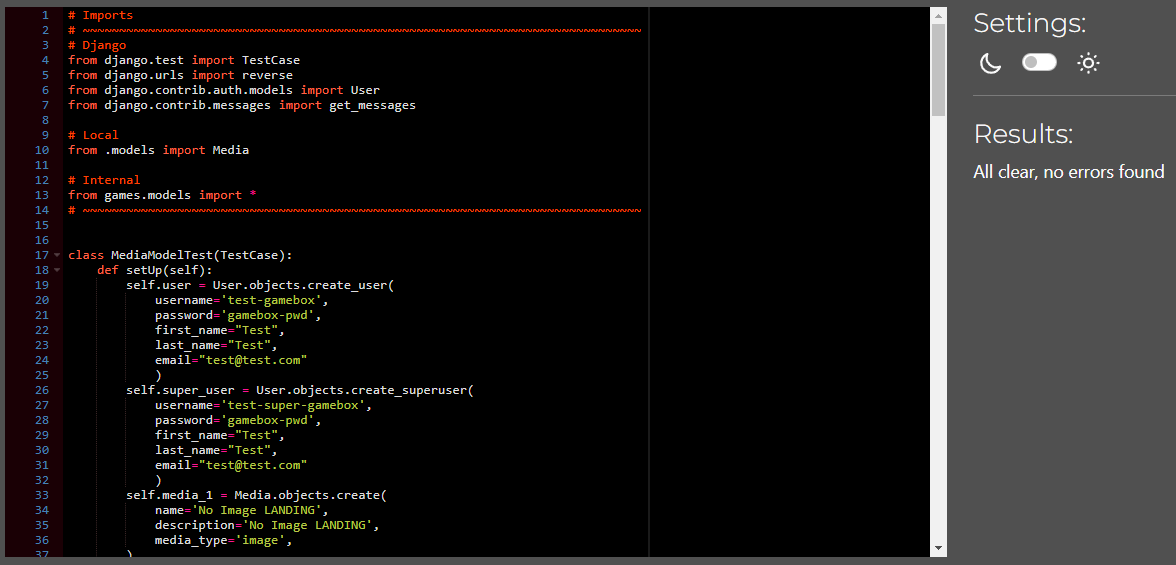 1 # Imports
2 # ~~~~~~~~~~~~~~~~~~~~~~~~~~~~~~~~~~~~~~~~~~~~~~~~~~~~~~~~~~~~~~~~~~~~~~~~~~~~~
3 # Django
4 from django.test import TestCase
5 from django.urls import reverse
6 from django.contrib.auth.models import User
7 from django.contrib.messages import get_messages
8
9 # Local
10 from .models import Media
11
12 # Internal
13 from games.models import *
14 # ~~~~~~~~~~~~~~~~~~~~~~~~~~~~~~~~~~~~~~~~~~~~~~~~~~~~~~~~~~~~~~~~~~~~~~~~~~~~~
15
16
17 class MediaModelTest(TestCase):
18     def setUp(self):
19         self.user = User.objects.create_user(
20             username='test-gamebox',
21             password='gamebox-pwd',
22             first_name="Test",
23             last_name="Test",
24             email="test@test.com"
25             )
26         self.super_user = User.objects.create_superuser(
27             username='test-super-gamebox',
28             password='gamebox-pwd',
29             first_name="Test",
30             last_name="Test",
31             email="test@test.com"
32             )
33         self.media_1 = Media.objects.create(
34             name='No Image LANDING',
35             description='No Image LANDING',
36             media_type='image',
37         )
Settings:
Results:
All clear, no errors found